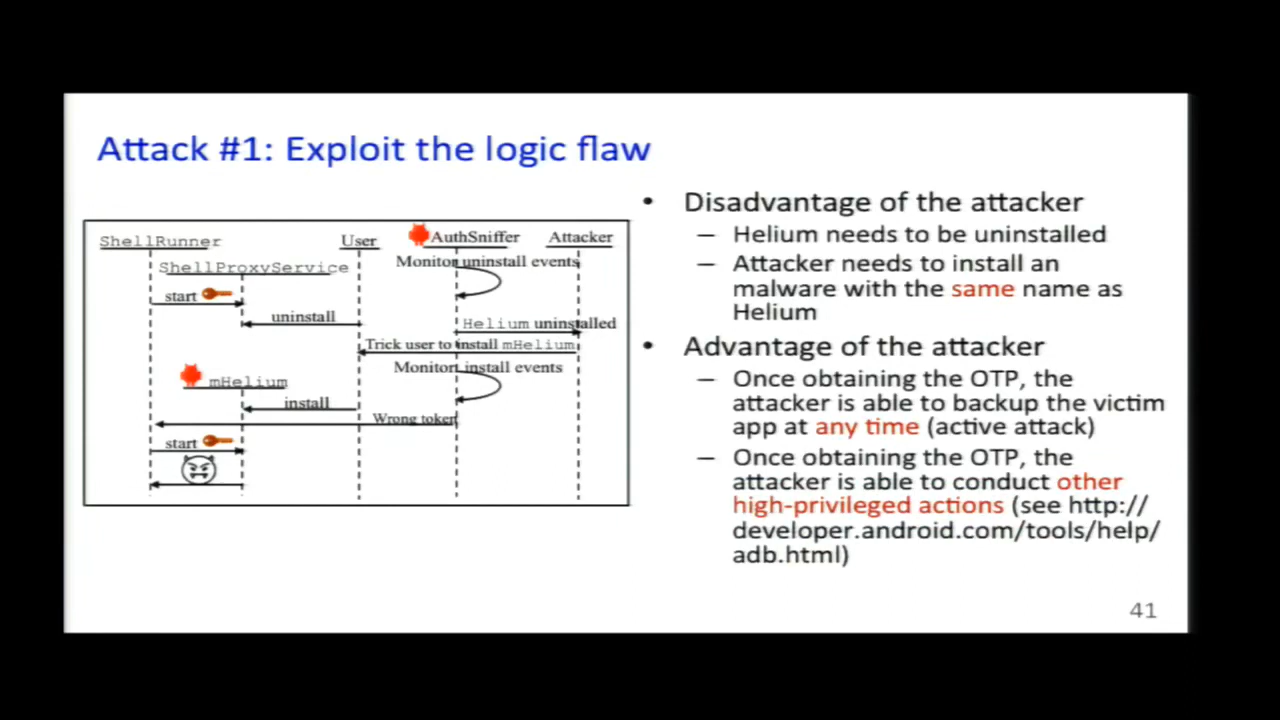 Attack #1: Exploit the logic flaw
ShellRunner
User
AuthSniffer
Attacker
ShellProxyService
Monitor uninstall events
start
uninstall
Helium uninstalled
Trick user to install mHelium
Monitor install events
mHelium
install
Wrong token
start
• Disadvantage of the attacker
– Helium needs to be uninstalled
– Attacker needs to install an
malware with the same name as
Helium
• Advantage of the attacker
– Once obtaining the OTP, the
attacker is able to backup the victim
app at any time (active attack)
– Once obtaining the OTP, the
attacker is able to conduct other
high-privileged actions (see http://
developer.android.com/tools/help/
adb.html)
41